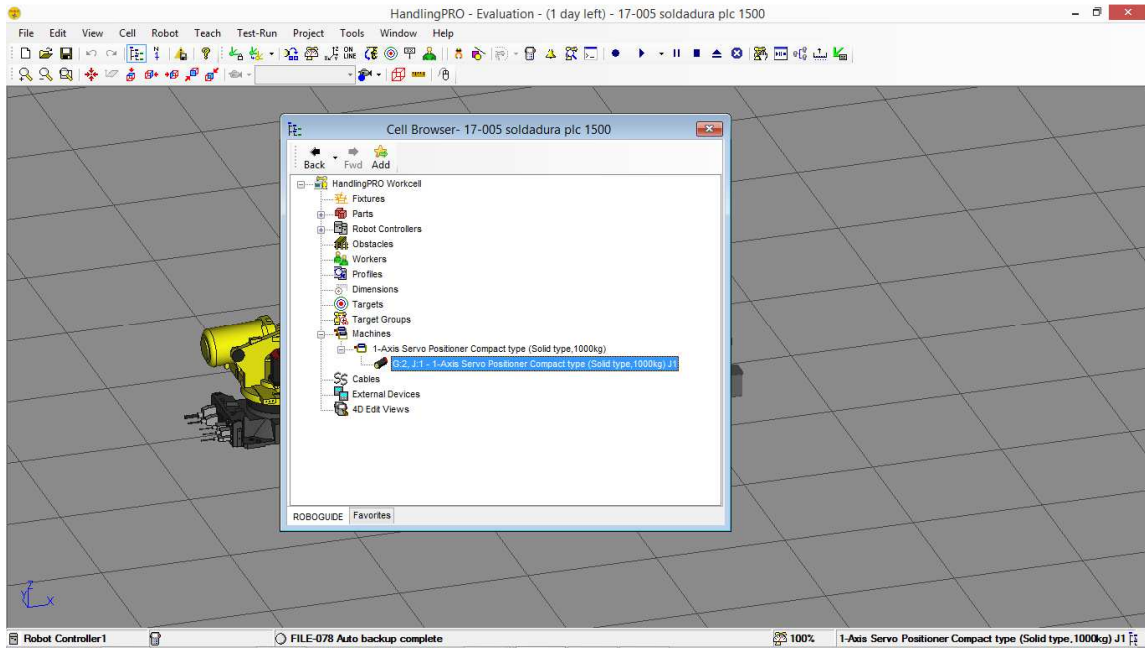 HandlingPRO - Evaluation - (1 day left) - 17-005 soldadura plc 1500
File Edit View Cell Robot Teach Test-Run Project Tools Window Help
Cell Browser- 17-005 soldadura plc 1500
Back Fwd Add
HandlingPRO Workcell
Fixtures
Parts
Robot Controllers
Obstacles
Workers
Profiles
Dimensions
Targets
Target Groups
Machines
1-Axis Servo Positioner Compact type (Solid type,1000kg)
G:2, J:1 - 1-Axis Servo Positioner Compact type (Solid type,1000kg) J1
Cables
External Devices
4D Edit Views
ROBOGUIDE Favorites
Z
Y
X
Robot Controller1 FILE-078 Auto backup complete 100% 1-Axis Servo Positioner Compact type (Solid type,1000kg) J1